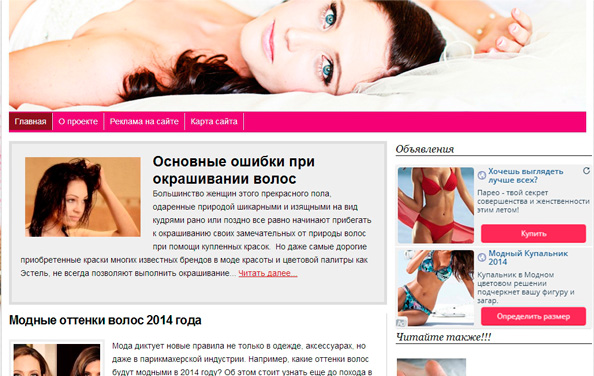 Главная
О проекте
Реклама на сайте
Карта сайта
Основные ошибки при
окрашивании волос
Большинство женщин этого прекрасного пола,
одаренные природой шикарными и изящными на вид
кудрями рано или поздно все равно начинают прибегать
к окрашиванию своих замечательных от природы волос
при помощи купленных красок. Но даже самые дорогие
приобретенные краски многих известных брендов в моде красоты и цветовой палитры как
Эстель, не всегда позволяют выполнить окрашивание... Читать далее...
Модные оттенки волос 2014 года
Мода диктует новые правила не только в одежде, аксессуарах, но
даже в парикмахерской индустрии. Например, какие оттенки волос
будут модными в 2014 году? Об этом стоит узнать еще до похода в
Объявления
Хочешь выглядеть
лучше всех?
Парео - твой секрет
совершенства и женственности
этим летом!
Купить
Модный Купальник
2014
Купальник в Модном
цветовом решении
подчеркнет вашу фигуру и
загар.
Определить размер
Читайте также!!!